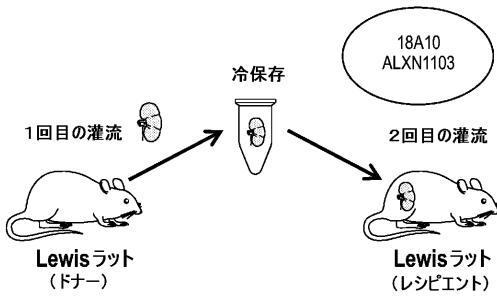 18A10
ALXN1103
冷保存
1回目の灌流
2回目の灌流
Lewisラット
(ドナー)
Lewisラット
(レシピエント)